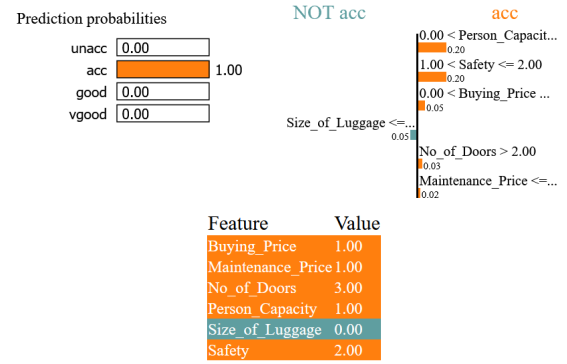 Prediction probabilities
unacc 0.00
acc 1.00
good 0.00
vgood 0.00
NOT acc acc
0.00 < Person_Capacit...
0.20
1.00 < Safety <= 2.00
0.20
0.00 < Buying_Price ...
0.05
Size_of_Luggage <=...
0.05
No_of_Doors > 2.00
0.03
Maintenance_Price <=...
0.02
Feature Value
Buying_Price 1.00
Maintenance_Price 1.00
No_of_Doors 3.00
Person_Capacity 1.00
Size_of_Luggage 0.00
Safety 2.00